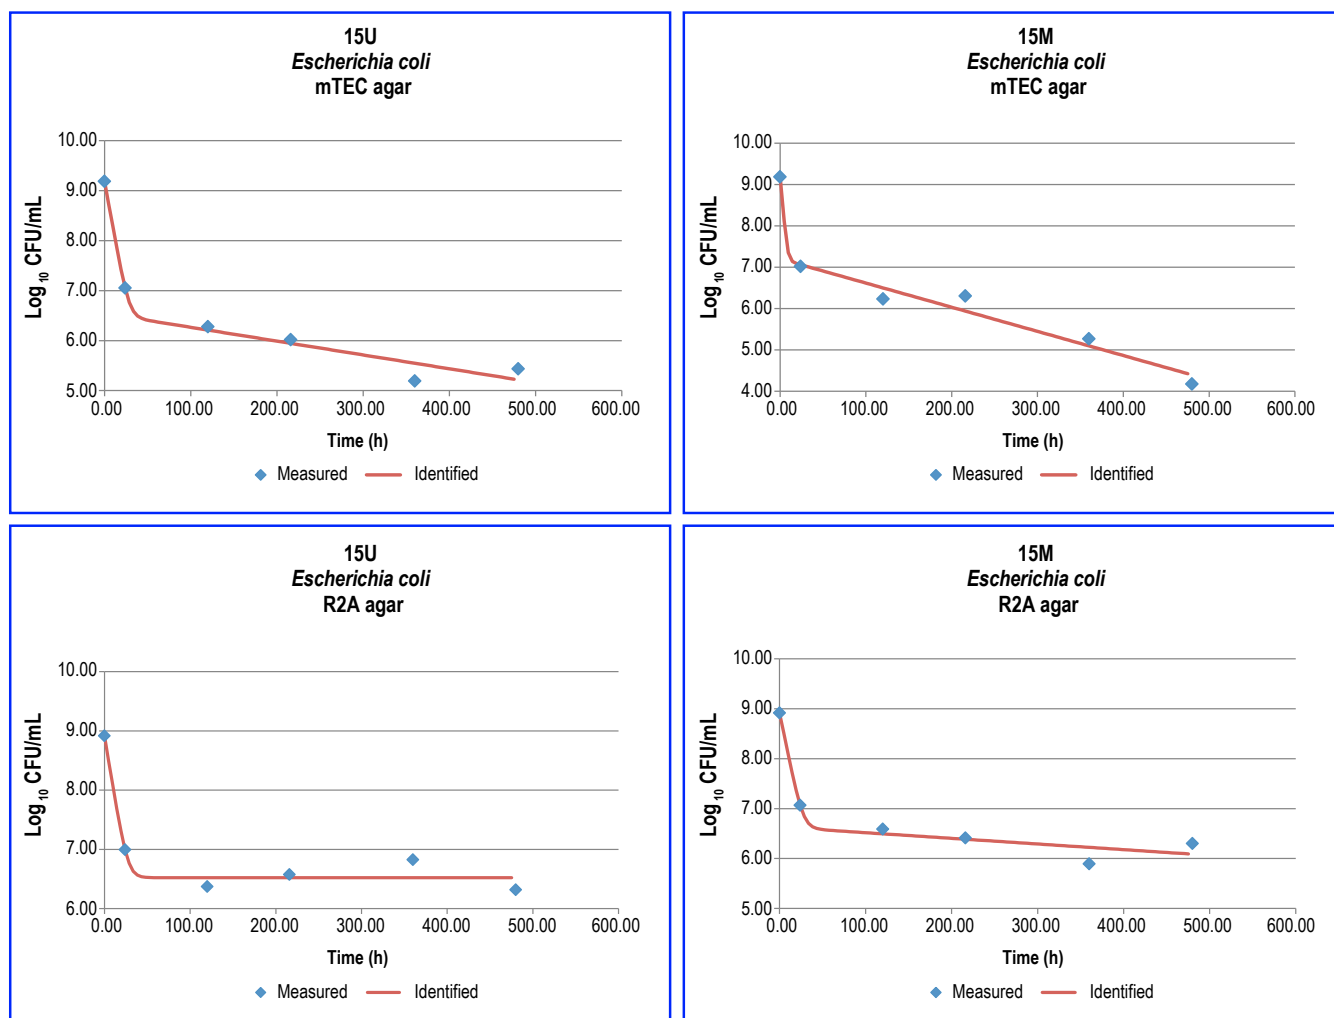 15U
Escherichia coli
mTEC agar
Log10 CFU/mL
10.00
9.00
8.00
7.00
6.00
5.00
0.00 100.00 200.00 300.00 400.00 500.00 600.00
Time (h)
Measured Identified
15M
Escherichia coli
mTEC agar
Log10 CFU/mL
10.00
9.00
8.00
7.00
6.00
5.00
4.00
0.00 100.00 200.00 300.00 400.00 500.00 600.00
Time (h)
Measured Identified
15U
Escherichia coli
R2A agar
Log10 CFU/mL
10.00
9.00
8.00
7.00
6.00
0.00 100.00 200.00 300.00 400.00 500.00 600.00
Time (h)
Measured Identified
15M
Escherichia coli
R2A agar
Log10 CFU/mL
10.00
9.00
8.00
7.00
6.00
5.00
0.00 100.00 200.00 300.00 400.00 500.00 600.00
Time (h)
Measured Identified